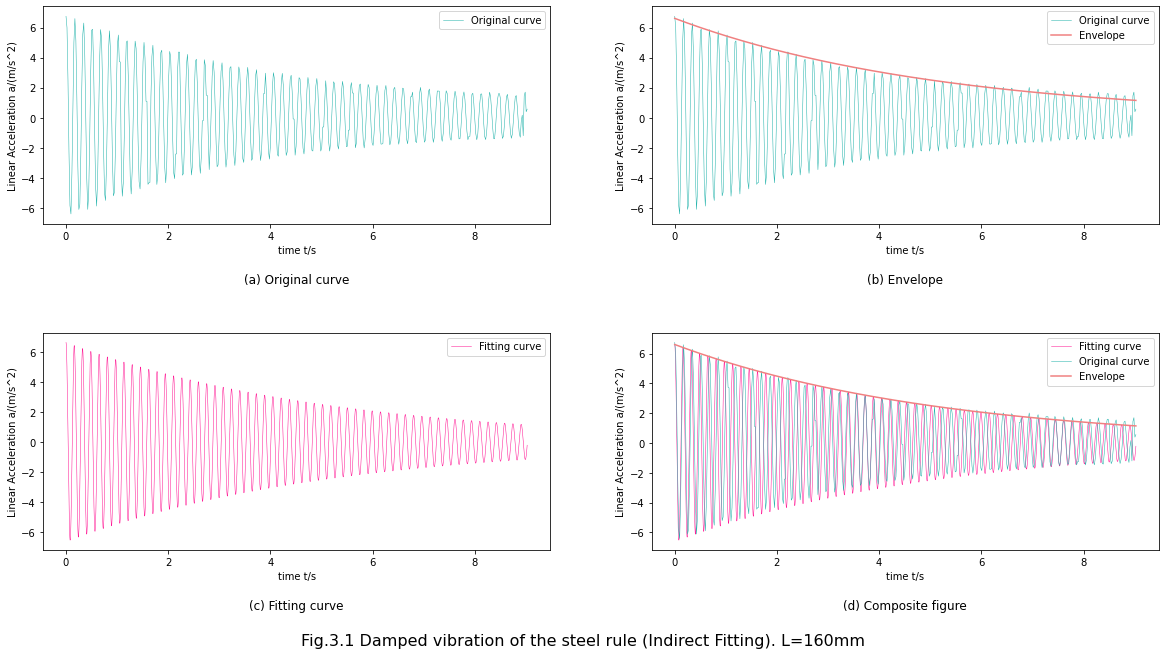 Original curve
6
4
2
0
−2
−4
−6
Linear Acceleration a/(m/s^2)
0 2 4 6 8
time t/s
(a) Original curve
Original curve
Envelope
6
4
2
0
−2
−4
−6
Linear Acceleration a/(m/s^2)
0 2 4 6 8
time t/s
(b) Envelope
Fitting curve
6
4
2
0
−2
−4
−6
Linear Acceleration a/(m/s^2)
0 2 4 6 8
time t/s
(c) Fitting curve
Fitting curve
Original curve
Envelope
6
4
2
0
−2
−4
−6
Linear Acceleration a/(m/s^2)
0 2 4 6 8
time t/s
(d) Composite figure
Fig.3.1 Damped vibration of the steel rule (Indirect Fitting). L=160mm